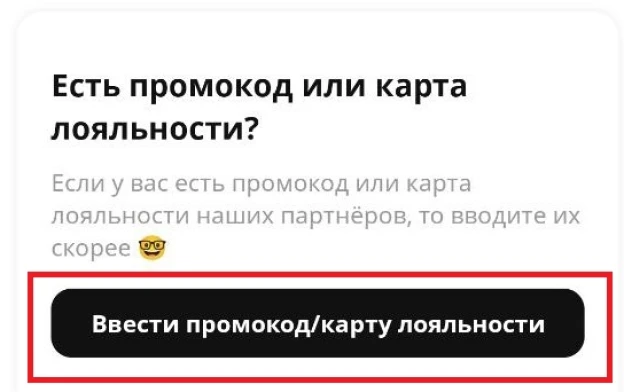 Есть промокод или карта
лояльности?
Если у вас есть промокод или карта
лояльности наших партнёров, то вводите их
скорее 🤓
Ввести промокод/карту лояльности